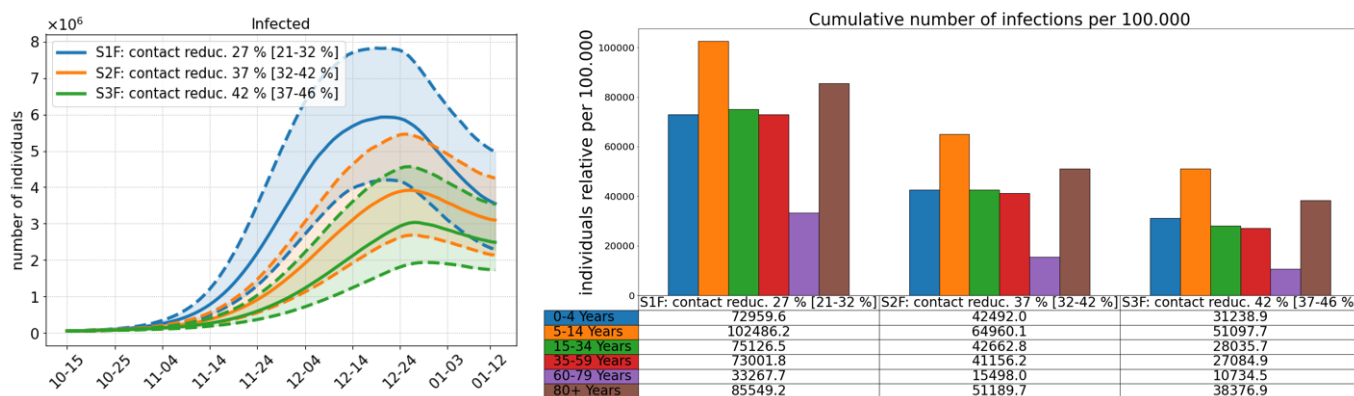 Infected
×10⁶
8
7
6
5
4
3
2
1
0
number of individuals
S1F: contact reduc. 27 % [21-32 %]
S2F: contact reduc. 37 % [32-42 %]
S3F: contact reduc. 42 % [37-46 %]
10-15
10-25
11-04
11-14
11-24
12-04
12-14
12-24
01-03
01-12
Cumulative number of infections per 100.000
individuals relative per 100.000
100000
80000
60000
40000
20000
0
S1F: contact reduc. 27 % [21-32 %] S2F: contact reduc. 37 % [32-42 %] S3F: contact reduc. 42 % [37-46 %
0-4 Years 72959.6 42492.0 31238.9
5-14 Years 102486.2 64960.1 51097.7
15-34 Years 75126.5 42662.8 28035.7
35-59 Years 73001.8 41156.2 27084.9
60-79 Years 33267.7 15498.0 10734.5
80+ Years 85549.2 51189.7 38376.9